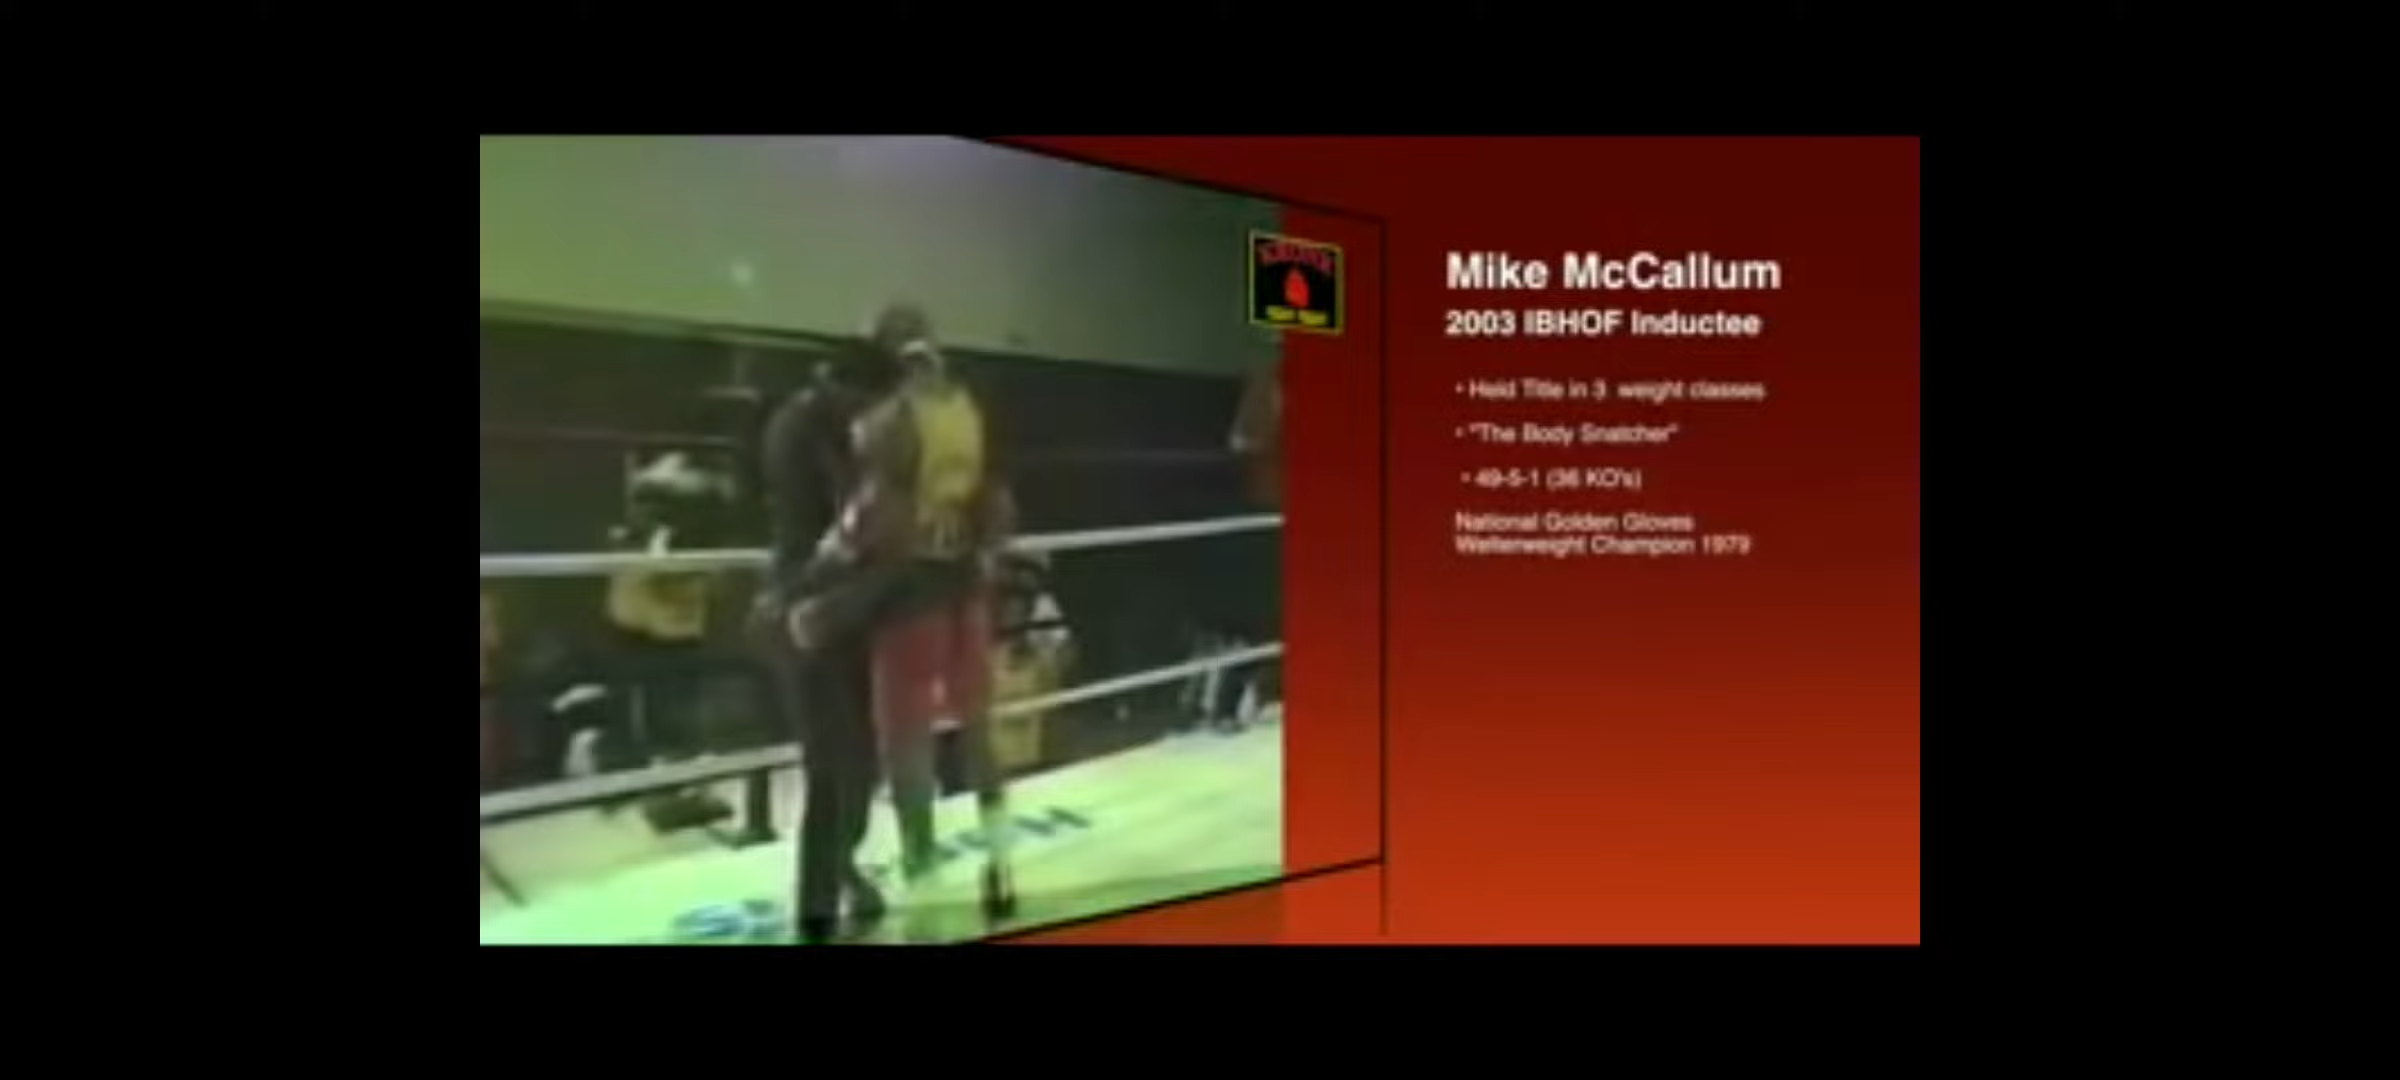 KRONK
Mike McCallum
2003 IBHOF Inductee
• Held Title in 3 weight classes
• "The Body Snatcher"
• 49-5-1 (36 KO's)
National Golden Gloves
Welterweight Champion 1979